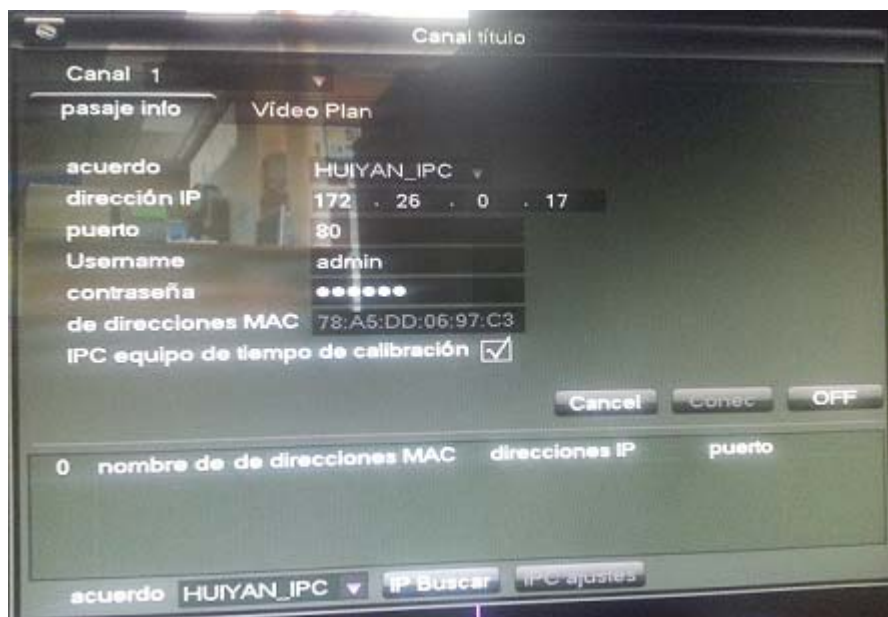 Canal título
Canal 1
pasaje info Vídeo Plan
acuerdo HUIYAN_IPC
dirección IP 172 . 26 . 0 . 17
puerto 80
Username admin
contraseña ●●●●●●
de direcciones MAC 78:A5:DD:06:97:C3
IPC equipo de tiempo de calibración
Cancel Conec OFF
0 nombre de de direcciones MAC direcciones IP puerto
acuerdo HUIYAN_IPC IP Buscar IPC ajustes